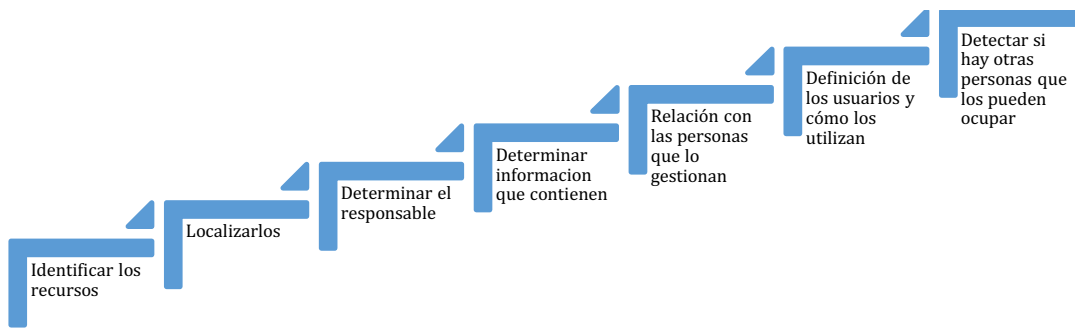 Identificar los
recursos
Localizarlos
Determinar el
responsable
Determinar
informacion
que contienen
Relación con
las personas
que lo
gestionan
Definición de
los usuarios y
cómo los
utilizan
Detectar si
hay otras
personas que
los pueden
ocupar